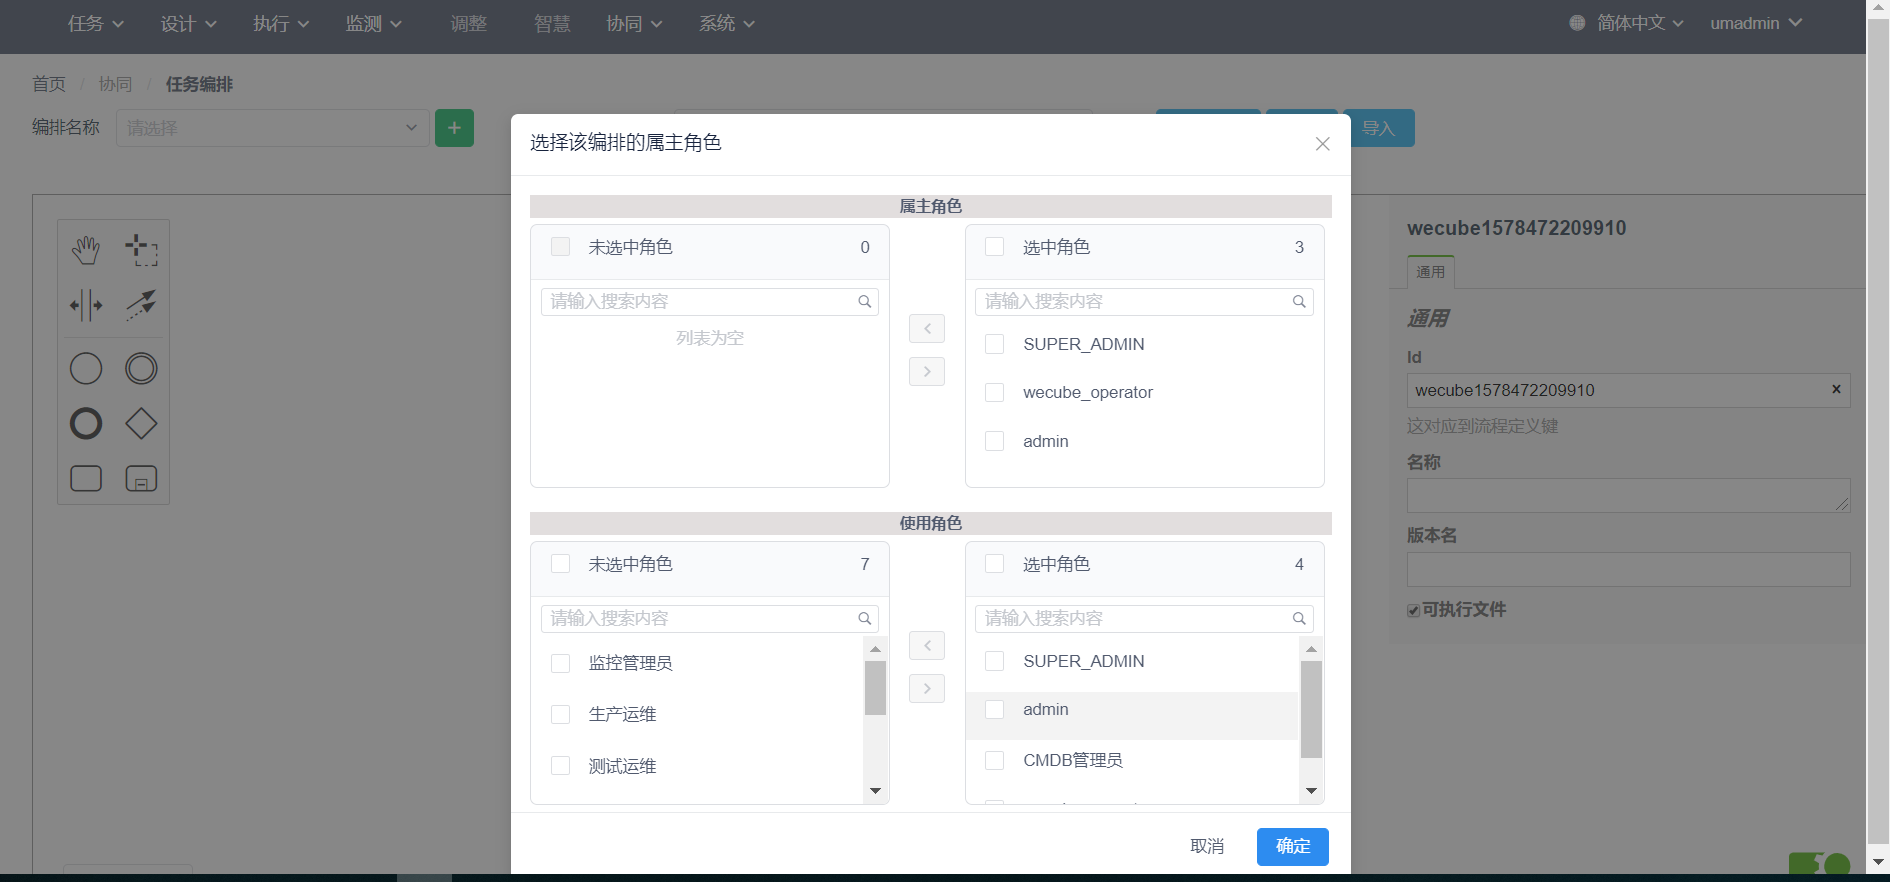 任务 设计 执行 监测 调整 智慧 协同 系统 简体中文 umadmin
首页 / 协同 / 任务编排
编排名称 请选择 + 导入
选择该编排的属主角色
属主角色
未选中角色 0
请输入搜索内容
列表为空
选中角色 3
请输入搜索内容
SUPER_ADMIN
wecube_operator
admin
使用角色
未选中角色 7
请输入搜索内容
监控管理员
生产运维
测试运维
选中角色 4
请输入搜索内容
SUPER_ADMIN
admin
CMDB管理员
取消 确定
wecube1578472209910
通用
通用
Id
wecube1578472209910
这对应到流程定义键
名称
版本名
可执行文件